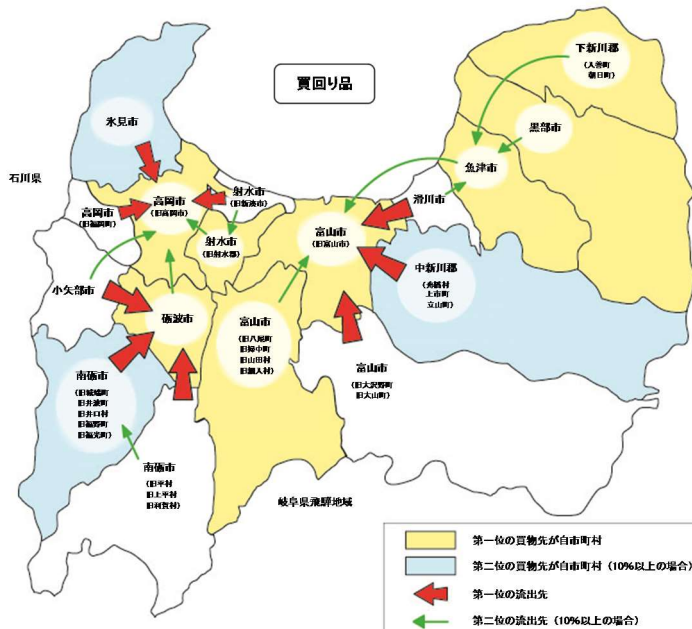 買回り品
下新川郡
(入善町
朝日町)
氷見市
黒部市
石川県
魚津市
高岡市
(旧高岡市)
射水市
(旧新湊市)
滑川市
高岡市
(旧福岡町)
射水市
(旧射水郡)
富山市
(旧富山市)
中新川郡
(舟橋村
上市町
立山町)
小矢部市
砺波市
富山市
(旧八尾町
旧婦中町
旧山田村
旧細入村)
富山市
(旧大沢野町
旧大山町)
南砺市
(旧城端町
旧井波町
旧井口村
旧福野町
旧福光町)
南砺市
(旧平村
旧上平村
旧利賀村)
岐阜県飛騨地域
第一位の買物先が自市町村
第二位の買物先が自市町村(10%以上の場合)
第一位の流出先
第二位の流出先(10%以上の場合)